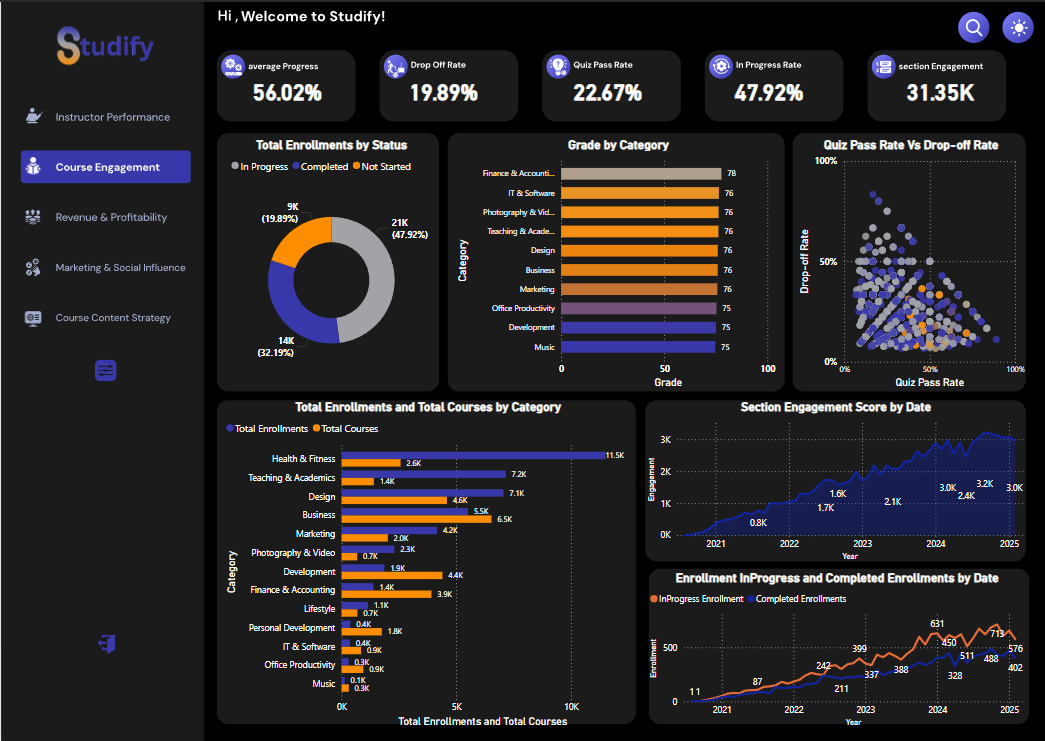 Studify
Instructor Performance
Course Engagement
Revenue & Profitability
Marketing & Social Influence
Course Content Strategy
Hi , Welcome to Studify!
average Progress
56.02%
Drop Off Rate
19.89%
Quiz Pass Rate
22.67%
In Progress Rate
47.92%
section Engagement
31.35K
Total Enrollments by Status
In Progress Completed Not Started
9K
(19.89%)
21K
(47.92%)
14K
(32.19%)
Grade by Category
Category
Finance & Accounti... 78
IT & Software 76
Photography & Vid... 76
Teaching & Acade... 76
Design 76
Business 76
Marketing 76
Office Productivity 75
Development 75
Music 75
0 50 100
Grade
Quiz Pass Rate Vs Drop-off Rate
Drop-off Rate
100%
50%
0%
0% 50% 100%
Quiz Pass Rate
Total Enrollments and Total Courses by Category
Total Enrollments Total Courses
Category
Health & Fitness 11.5K
2.6K
Teaching & Academics 7.2K
1.4K
Design 7.1K
4.6K
Business 5.5K
6.5K
Marketing 4.2K
2.0K
Photography & Video 2.3K
0.7K
Development 1.9K
4.4K
Finance & Accounting 1.4K
3.9K
Lifestyle 1.1K
0.7K
Personal Development 0.4K
1.8K
IT & Software 0.4K
0.9K
Office Productivity 0.3K
0.9K
Music 0.1K
0.3K
0K 5K 10K
Total Enrollments and Total Courses
Section Engagement Score by Date
Engagement
3K
2K
1K
0K
0.8K 1.7K 1.6K 2.1K 3.0K 2.4K 3.2K 3.0K
2021 2022 2023 2024 2025
Year
Enrollment InProgress and Completed Enrollments by Date
InProgress Enrollment Completed Enrollments
Enrollment
500
0
11 87 242 211 399 337 388 631 450 328 511 713 488 576 402
2021 2022 2023 2024 2025
Year